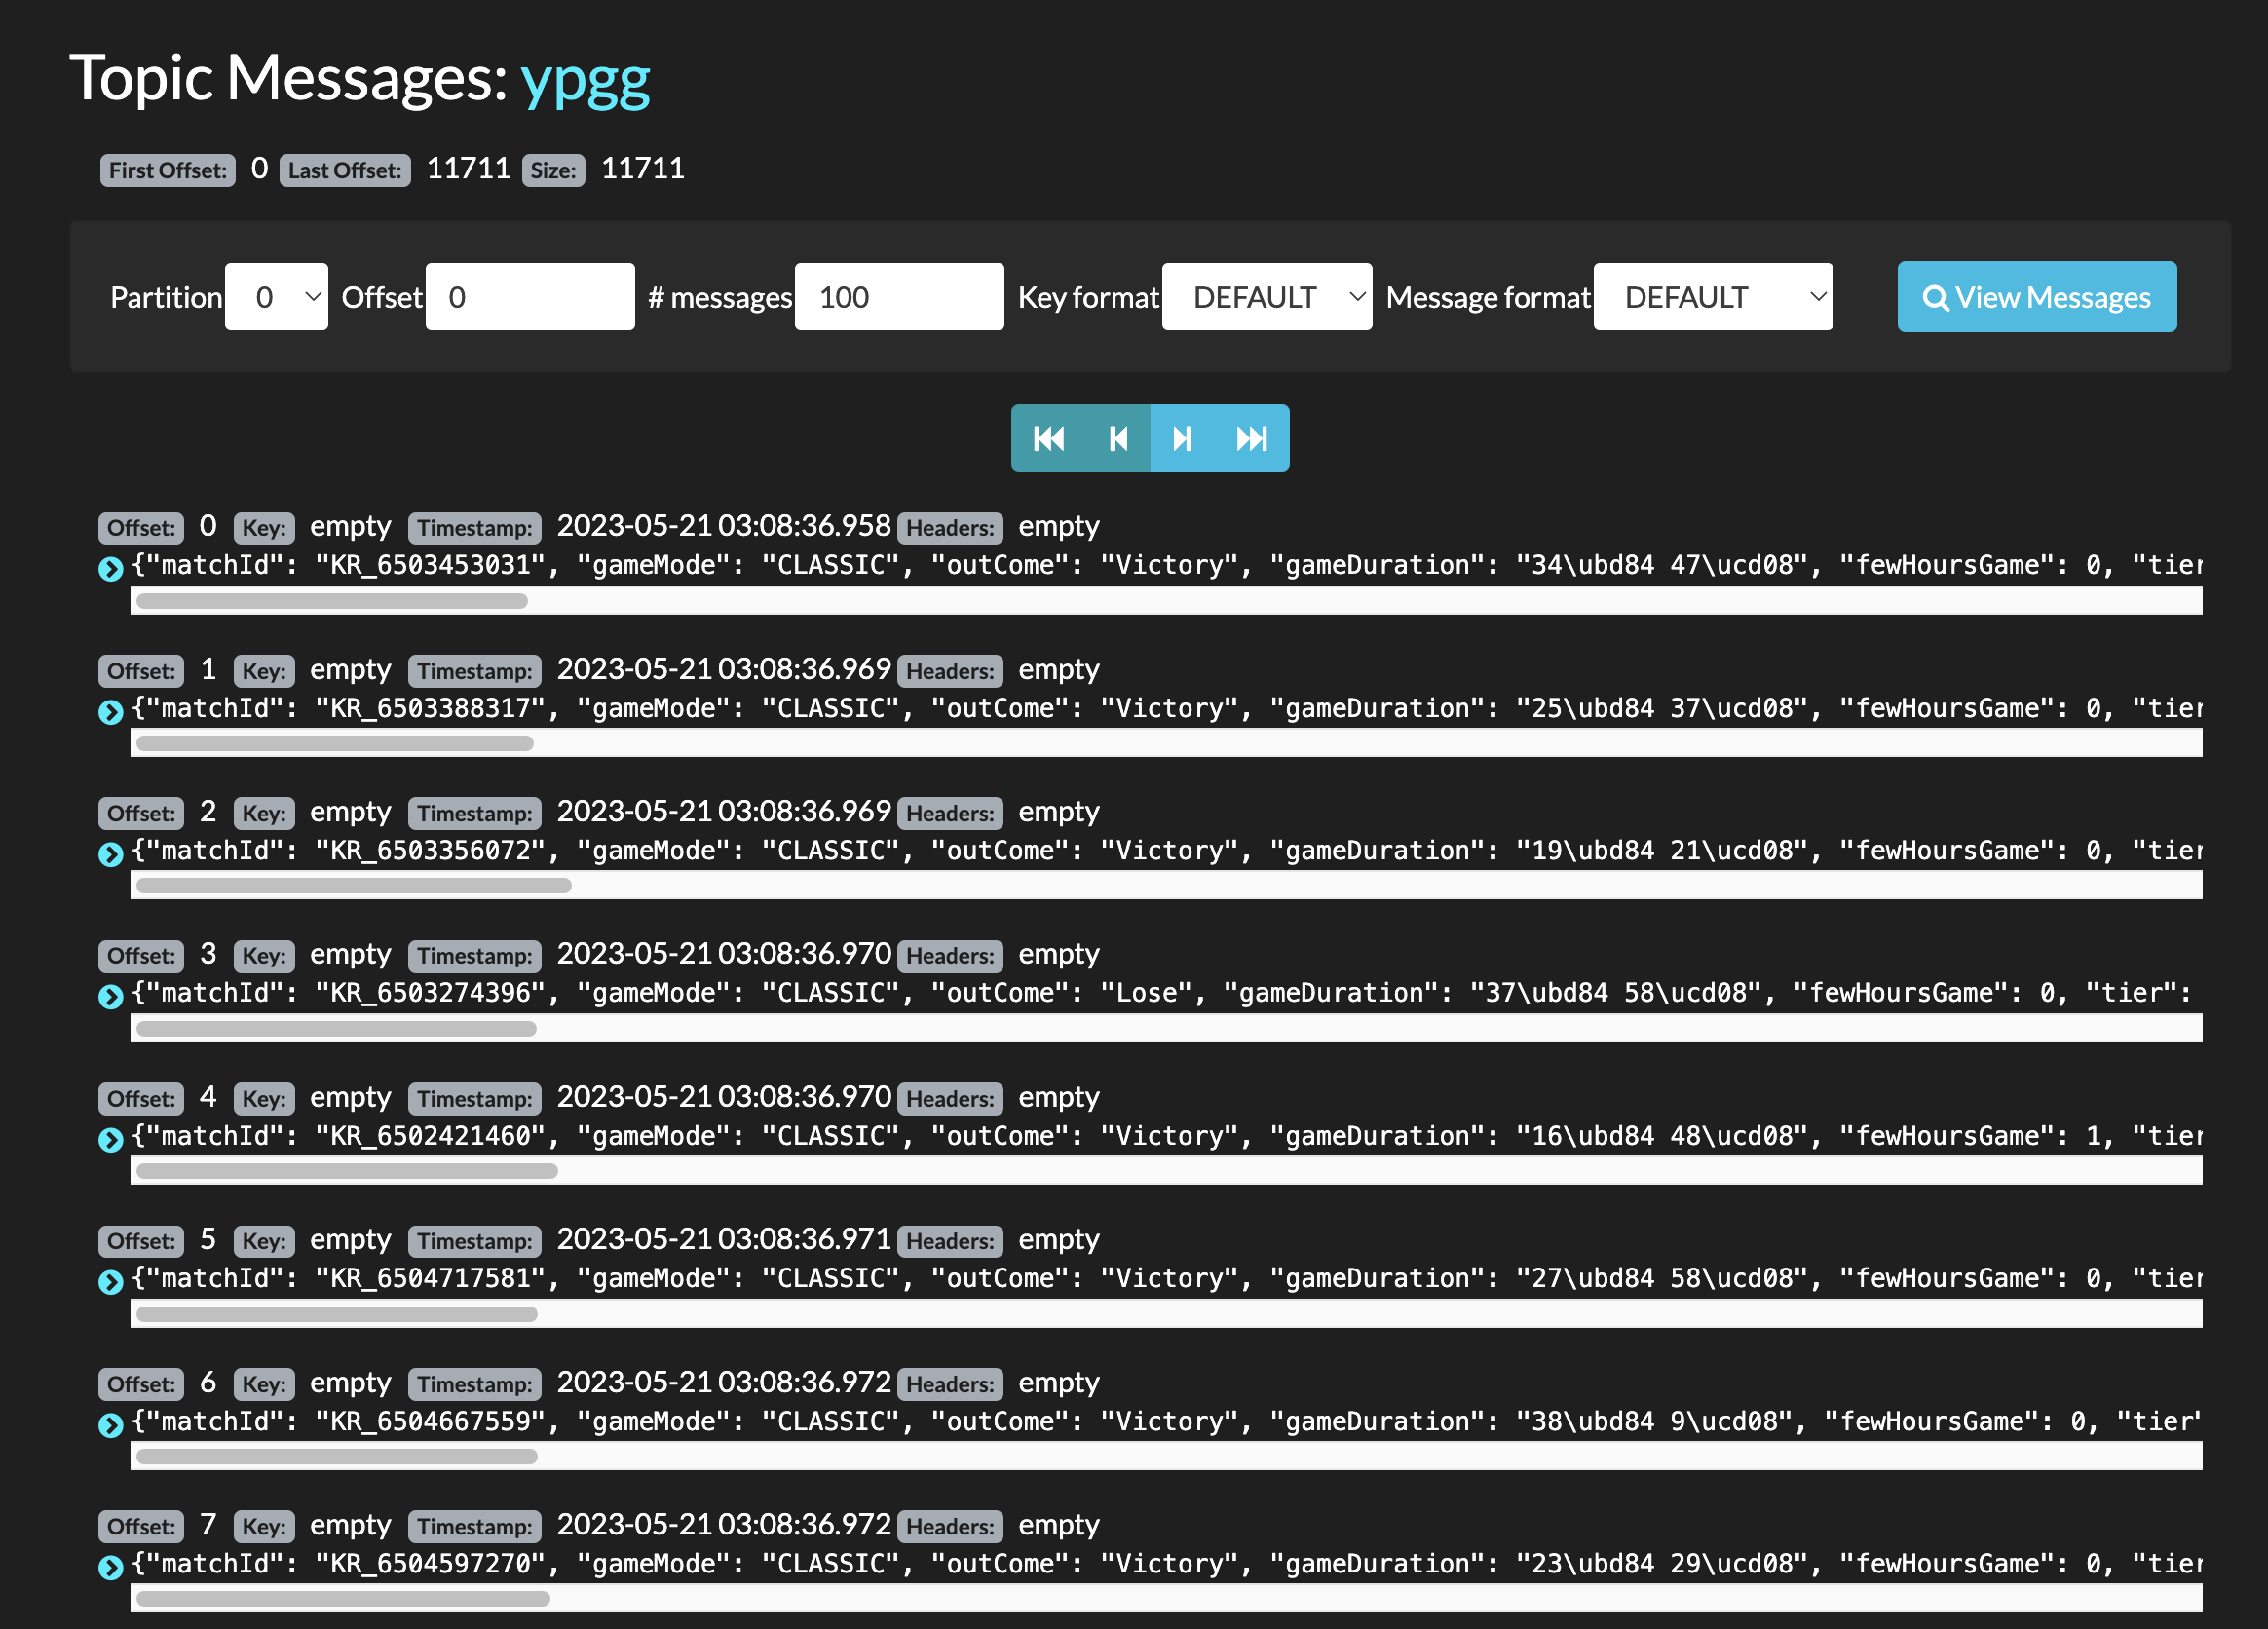 Topic Messages: ypgg
First Offset: 0 Last Offset: 11711 Size: 11711
Partition 0 Offset 0 # messages 100 Key format DEFAULT Message format DEFAULT View Messages
Offset: 0 Key: empty Timestamp: 2023-05-21 03:08:36.958 Headers: empty
{"matchId": "KR_6503453031", "gameMode": "CLASSIC", "outCome": "Victory", "gameDuration": "34\ubd84 47\ucd08", "fewHoursGame": 0, "tier
Offset: 1 Key: empty Timestamp: 2023-05-21 03:08:36.969 Headers: empty
{"matchId": "KR_6503388317", "gameMode": "CLASSIC", "outCome": "Victory", "gameDuration": "25\ubd84 37\ucd08", "fewHoursGame": 0, "tier
Offset: 2 Key: empty Timestamp: 2023-05-21 03:08:36.969 Headers: empty
{"matchId": "KR_6503356072", "gameMode": "CLASSIC", "outCome": "Victory", "gameDuration": "19\ubd84 21\ucd08", "fewHoursGame": 0, "tier
Offset: 3 Key: empty Timestamp: 2023-05-21 03:08:36.970 Headers: empty
{"matchId": "KR_6503274396", "gameMode": "CLASSIC", "outCome": "Lose", "gameDuration": "37\ubd84 58\ucd08", "fewHoursGame": 0, "tier":
Offset: 4 Key: empty Timestamp: 2023-05-21 03:08:36.970 Headers: empty
{"matchId": "KR_6502421460", "gameMode": "CLASSIC", "outCome": "Victory", "gameDuration": "16\ubd84 48\ucd08", "fewHoursGame": 1, "tier
Offset: 5 Key: empty Timestamp: 2023-05-21 03:08:36.971 Headers: empty
{"matchId": "KR_6504717581", "gameMode": "CLASSIC", "outCome": "Victory", "gameDuration": "27\ubd84 58\ucd08", "fewHoursGame": 0, "tier
Offset: 6 Key: empty Timestamp: 2023-05-21 03:08:36.972 Headers: empty
{"matchId": "KR_6504667559", "gameMode": "CLASSIC", "outCome": "Victory", "gameDuration": "38\ubd84 9\ucd08", "fewHoursGame": 0, "tier"
Offset: 7 Key: empty Timestamp: 2023-05-21 03:08:36.972 Headers: empty
{"matchId": "KR_6504597270", "gameMode": "CLASSIC", "outCome": "Victory", "gameDuration": "23\ubd84 29\ucd08", "fewHoursGame": 0, "tier